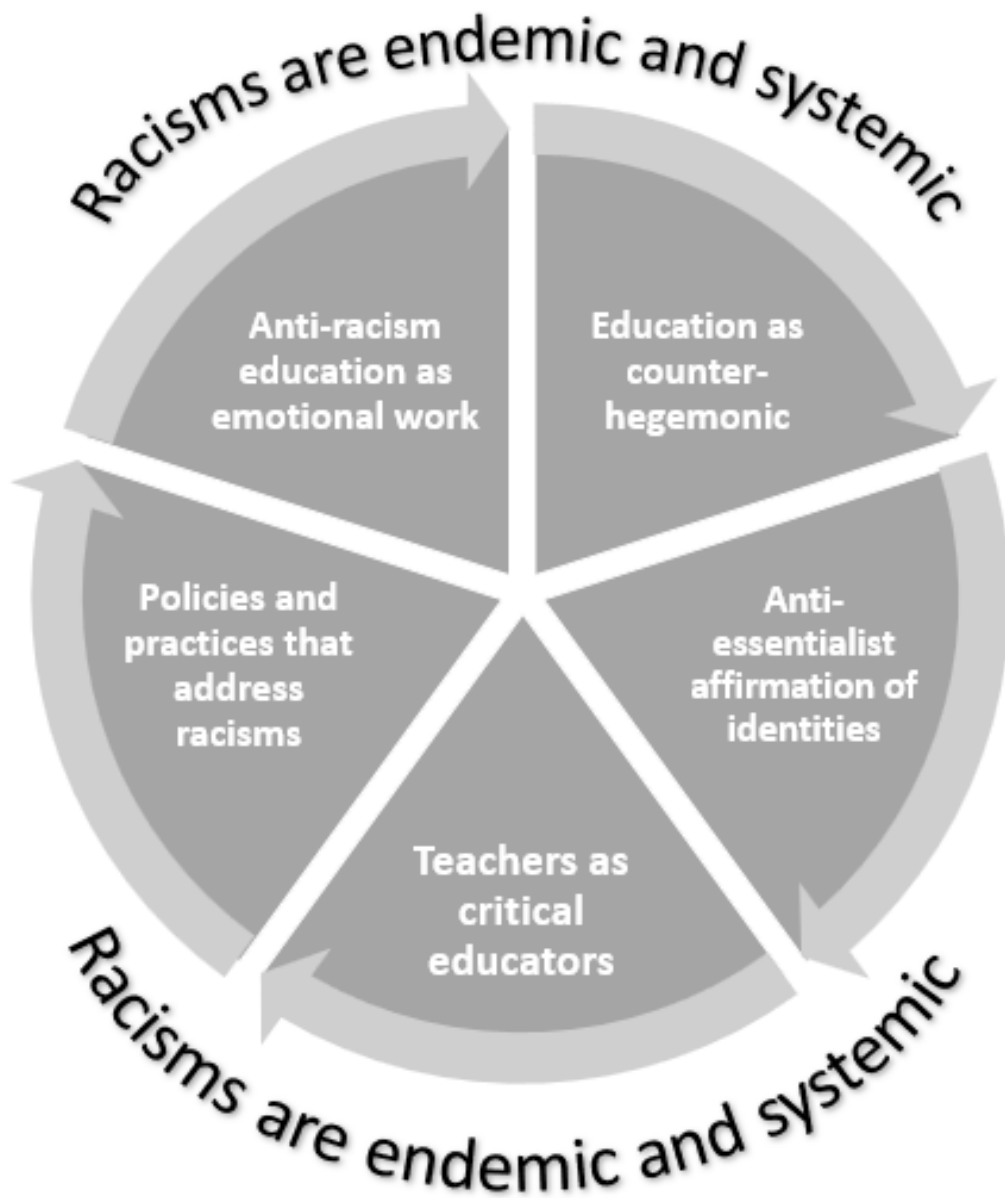 Racisms are endemic and systemic
Anti-racism
education as
emotional work
Education as
counter-
hegemonic
Policies and
practices that
address
racisms
Anti-
essentialist
affirmation of
identities
Teachers as
critical
educators
Racisms are endemic and systemic